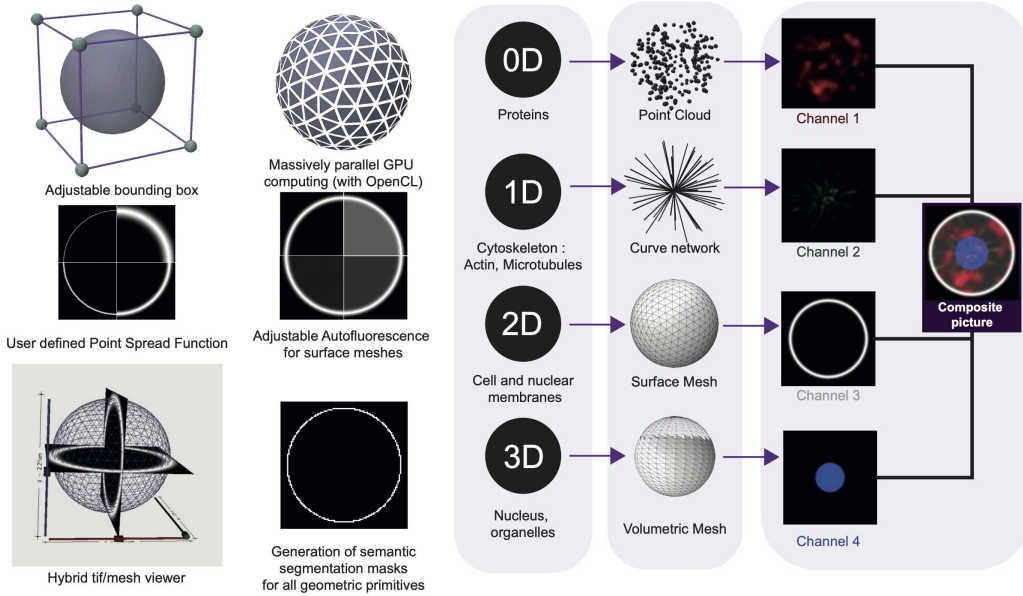 Adjustable bounding box
Massively parallel GPU
computing (with OpenCL)
User defined Point Spread Function
Adjustable Autofluorescence
for surface meshes
Hybrid tif/mesh viewer
Generation of semantic
segmentation masks
for all geometric primitives
0D
Proteins
Point Cloud
Channel 1
1D
Cytoskeleton :
Actin, Microtubules
Curve network
Channel 2
2D
Cell and nuclear
membranes
Surface Mesh
Channel 3
3D
Nucleus,
organelles
Volumetric Mesh
Channel 4
Composite
picture